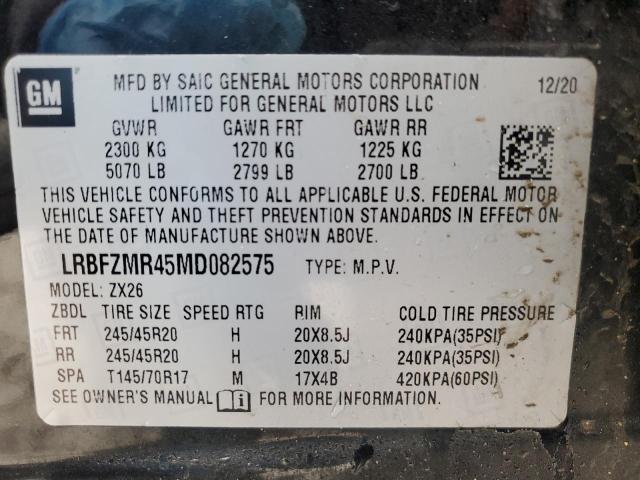 GM
MFD BY SAIC GENERAL MOTORS CORPORATION 12/20
LIMITED FOR GENERAL MOTORS LLC
GVWR GAWR FRT GAWR RR
2300 KG 1270 KG 1225 KG
5070 LB 2799 LB 2700 LB
THIS VEHICLE CONFORMS TO ALL APPLICABLE U.S. FEDERAL MOTOR
VEHICLE SAFETY AND THEFT PREVENTION STANDARDS IN EFFECT ON
THE DATE OF MANUFACTURE SHOWN ABOVE.
LRBFZMR45MD082575 TYPE: M.P.V.
MODEL: ZX26
ZBDL TIRE SIZE SPEED RTG RIM COLD TIRE PRESSURE
FRT 245/45R20 H 20X8.5J 240KPA(35PSI)
RR 245/45R20 H 20X8.5J 240KPA(35PSI)
SPA T145/70R17 M 17X4B 420KPA(60PSI)
SEE OWNER'S MANUAL i FOR MORE INFORMATION.